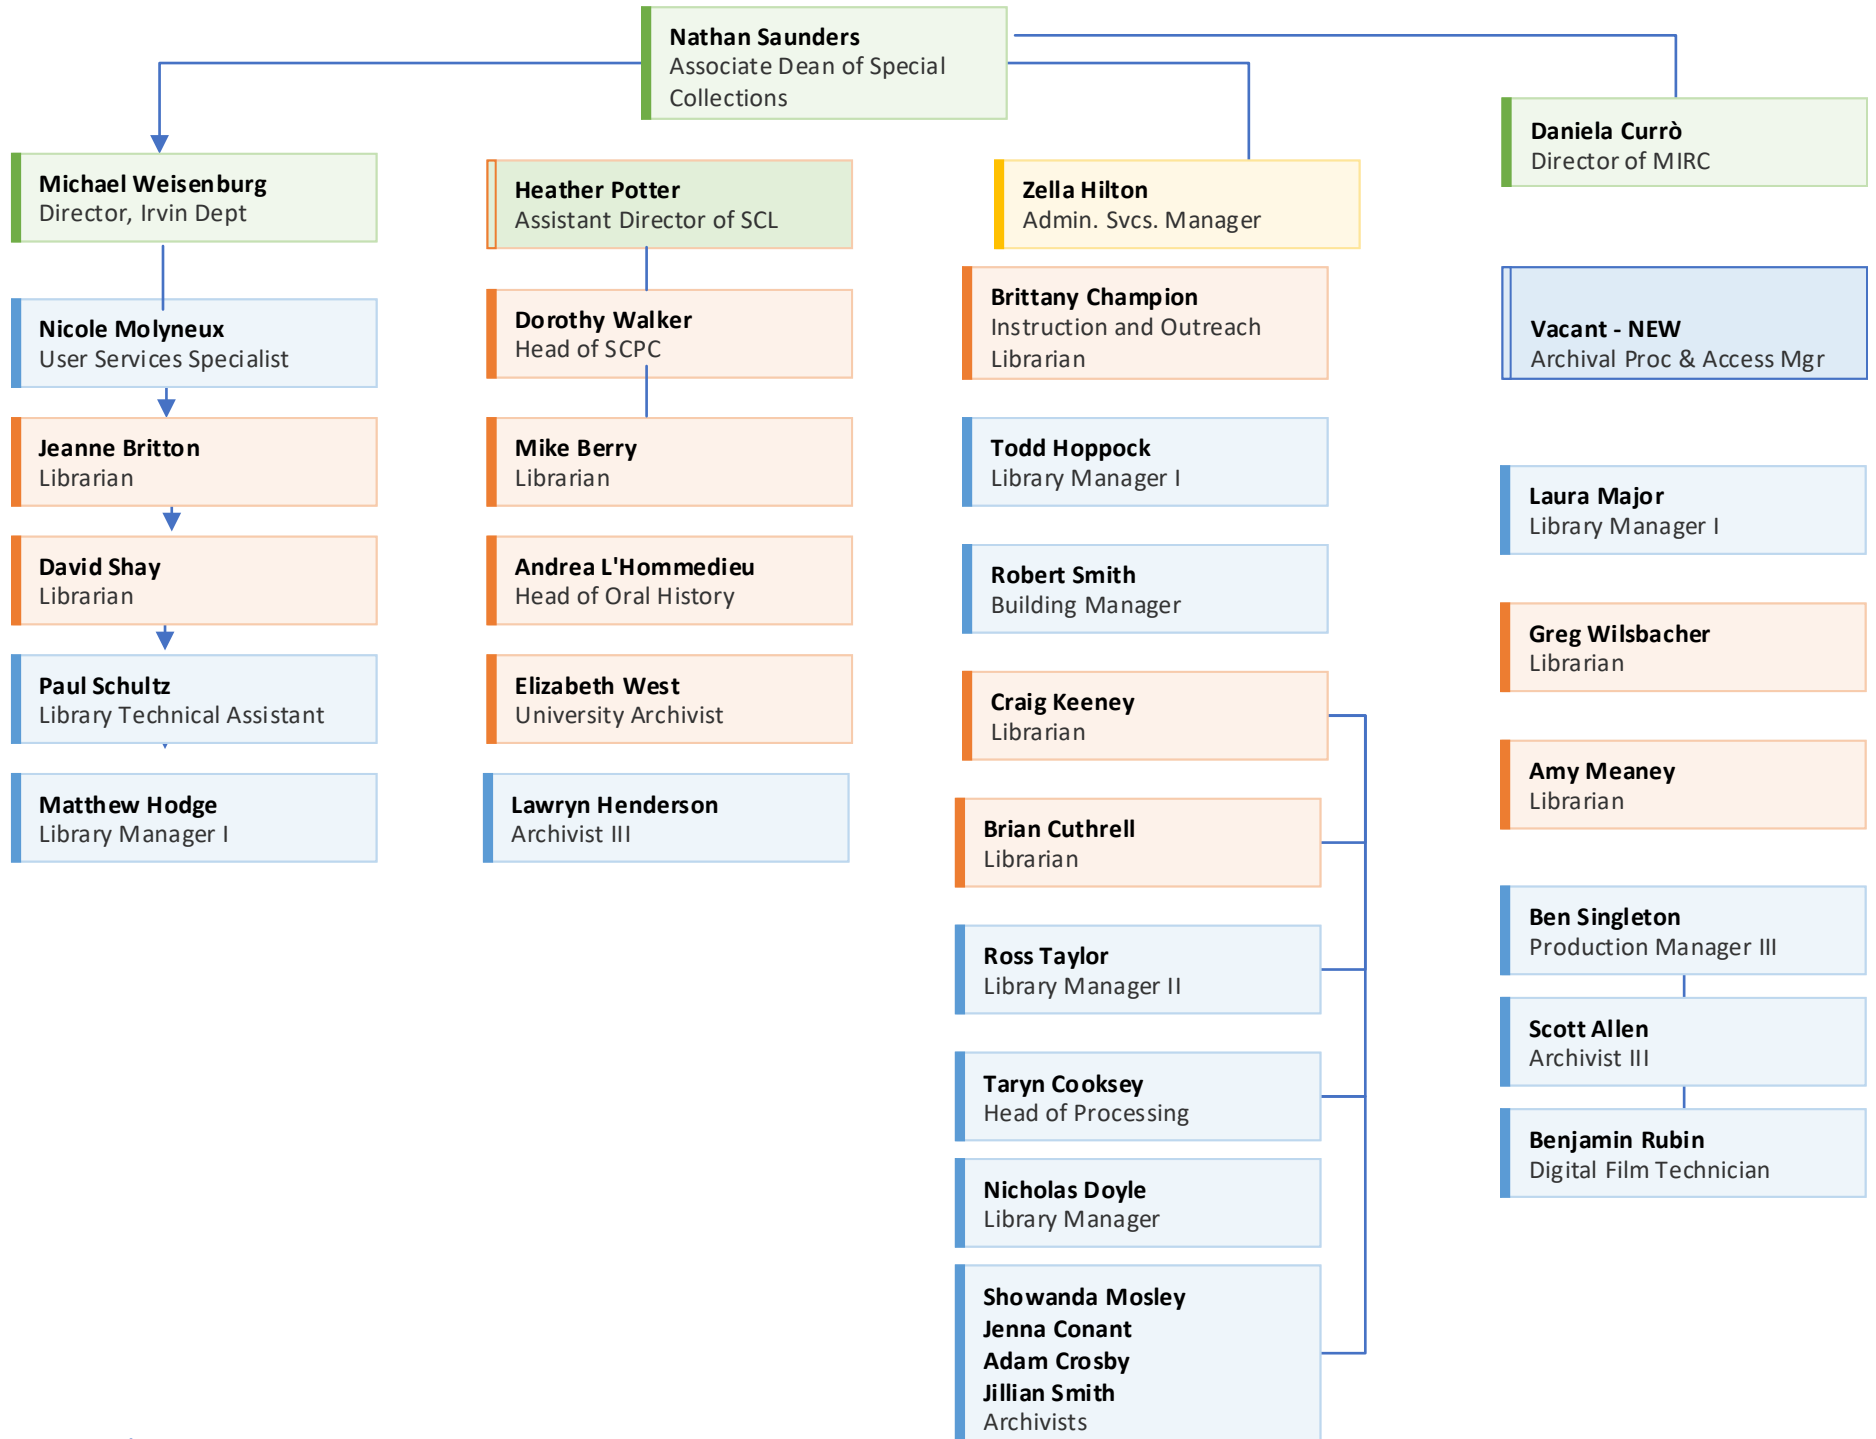 Nathan Saunders
Associate Dean of Special
Collections
Michael Weisenburg
Director, Irvin Dept
Nicole Molyneux
User Services Specialist
Jeanne Britton
Librarian
David Shay
Librarian
Paul Schultz
Library Technical Assistant
Matthew Hodge
Library Manager I
Heather Potter
Assistant Director of SCL
Dorothy Walker
Head of SCPC
Mike Berry
Librarian
Andrea L'Hommedieu
Head of Oral History
Elizabeth West
University Archivist
Lawryn Henderson
Archivist III
Zella Hilton
Admin. Svcs. Manager
Brittany Champion
Instruction and Outreach
Librarian
Todd Hoppock
Library Manager I
Robert Smith
Building Manager
Craig Keeney
Librarian
Brian Cuthrell
Librarian
Ross Taylor
Library Manager II
Taryn Cooksey
Head of Processing
Nicholas Doyle
Library Manager
Showanda Mosley
Jenna Conant
Adam Crosby
Jillian Smith
Archivists
Daniela Currò
Director of MIRC
Vacant - NEW
Archival Proc & Access Mgr
Laura Major
Library Manager I
Greg Wilsbacher
Librarian
Amy Meaney
Librarian
Ben Singleton
Production Manager III
Scott Allen
Archivist III
Benjamin Rubin
Digital Film Technician